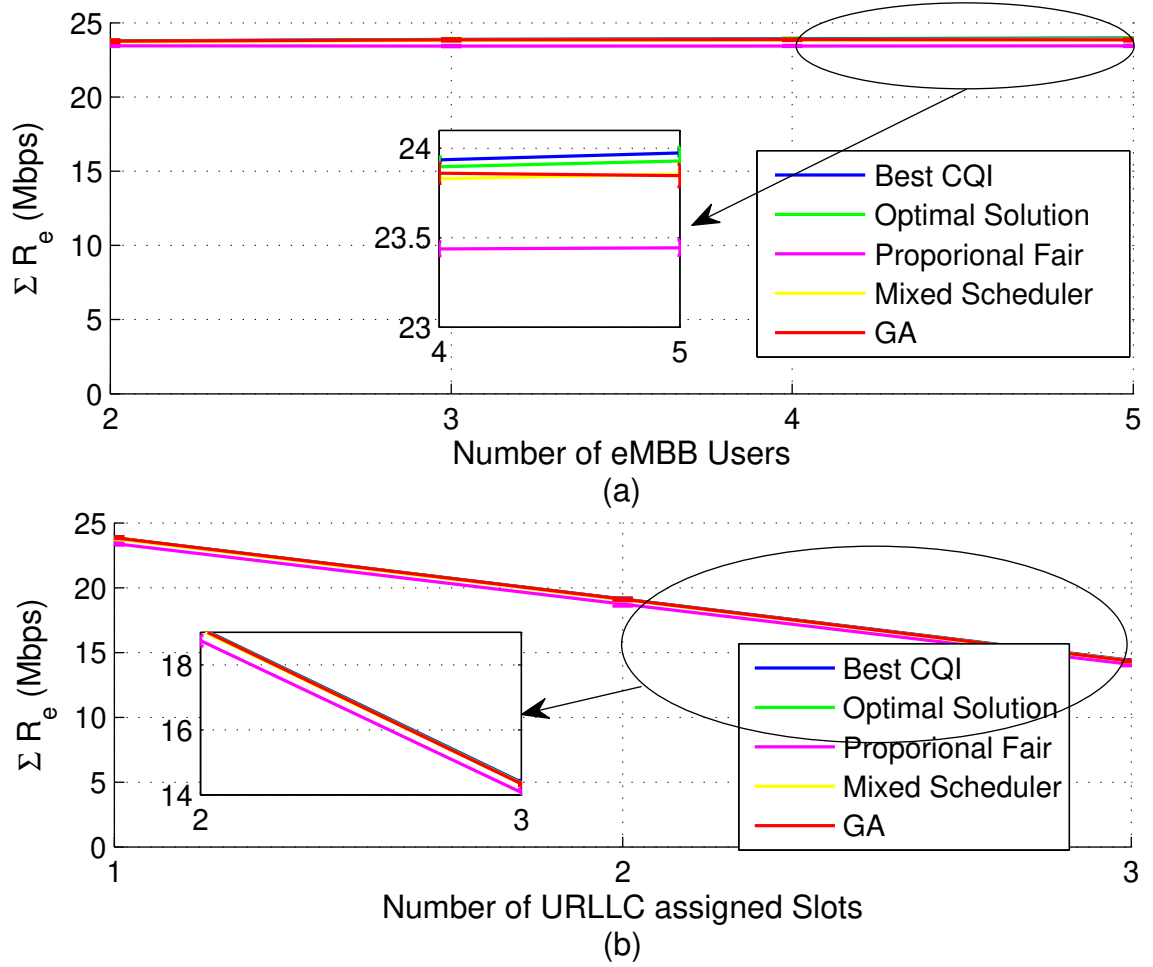 25
20
15
10
5
0
Σ R_e (Mbps)
24
23.5
23
4
5
Best CQI
Optimal Solution
Proporional Fair
Mixed Scheduler
GA
2
3
4
5
Number of eMBB Users
(a)
25
20
15
10
5
0
Σ R_e (Mbps)
18
16
14
2
3
Best CQI
Optimal Solution
Proporional Fair
Mixed Scheduler
GA
1
2
3
Number of URLLC assigned Slots
(b)